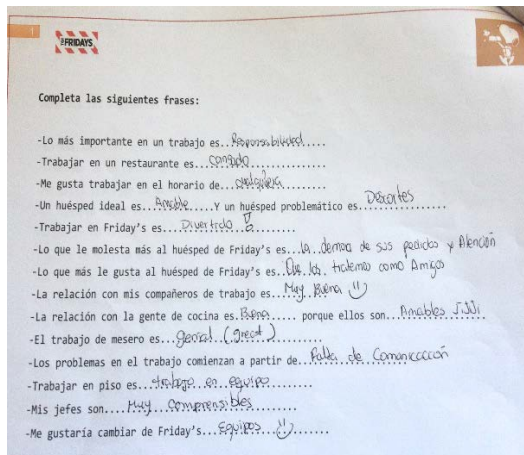 1
TGI FRIDAYS
Completa las siguientes frases:
-Lo más importante en un trabajo es..Responsabilidad.....
-Trabajar en un restaurante es...cansado..................
-Me gusta trabajar en el horario de...cualquiera.........
-Un huésped ideal es...Amable.....Y un huésped problemático es..................
-Trabajar en Friday's es....Divertido !..........
-Lo que le molesta más al huésped de Friday's es...la demora de sus pedidos y Atención
-Lo que más le gusta al huésped de Friday's es..Que los tratemos como Amigos
-La relación con mis compañeros de trabajo es...Muy Buena
-La relación con la gente de cocina es.Buena..... porque ellos son...Amables
-El trabajo de mesero es...genial (great)..........
-Los problemas en el trabajo comienzan a partir de...Falta de Comunicación
-Trabajar en piso es...trabajo en equipo..........
-Mis jefes son....Muy Comprensibles.........
-Me gustaría cambiar de Friday's...Equipos........